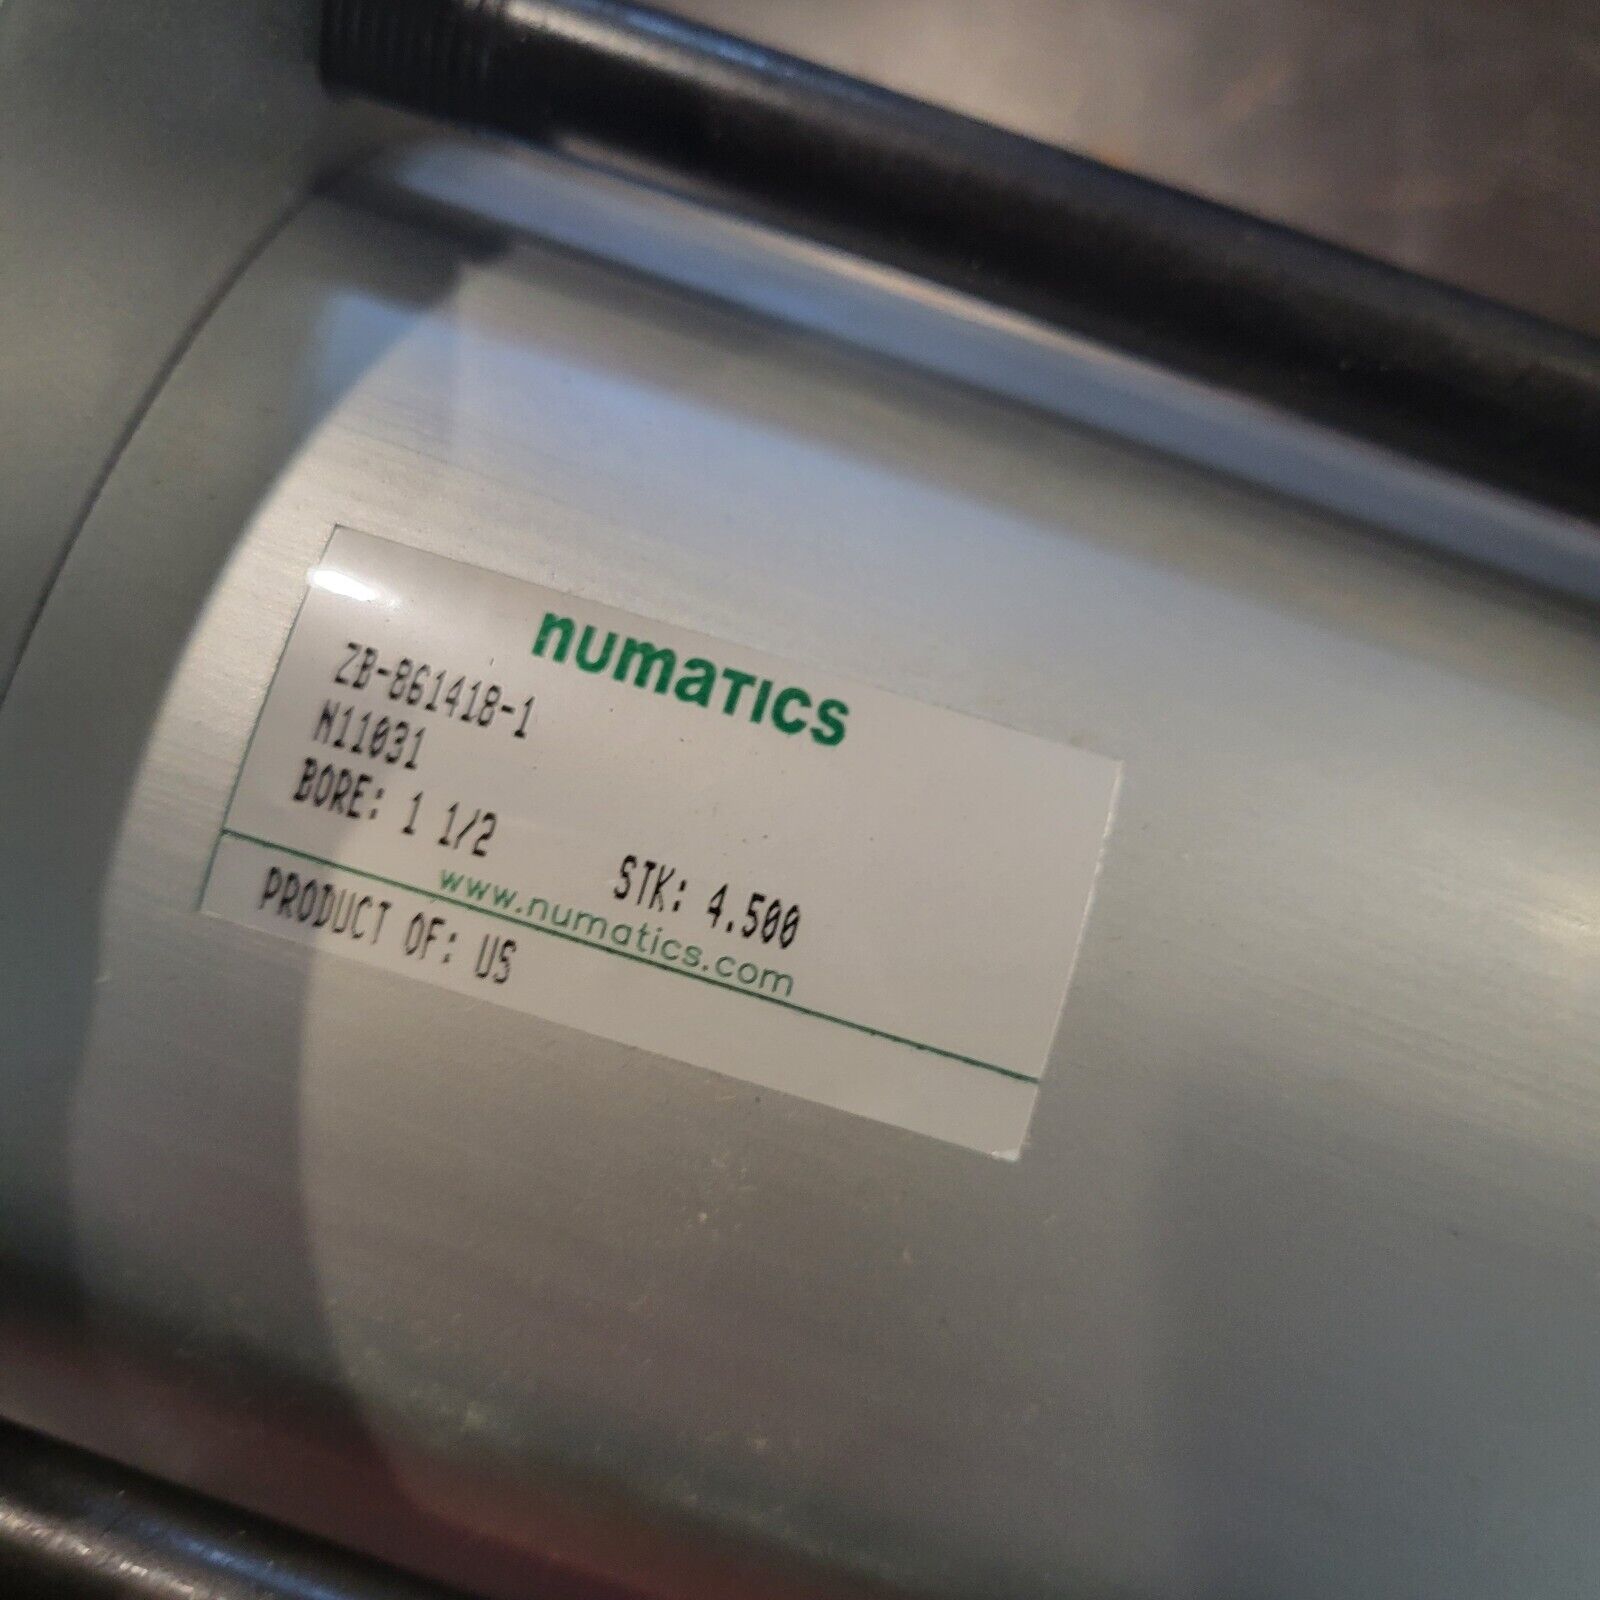 numatics
ZB-861418-1
N11031
BORE: 1 1/2 STK: 4.500
www.numatics.com
PRODUCT OF: US